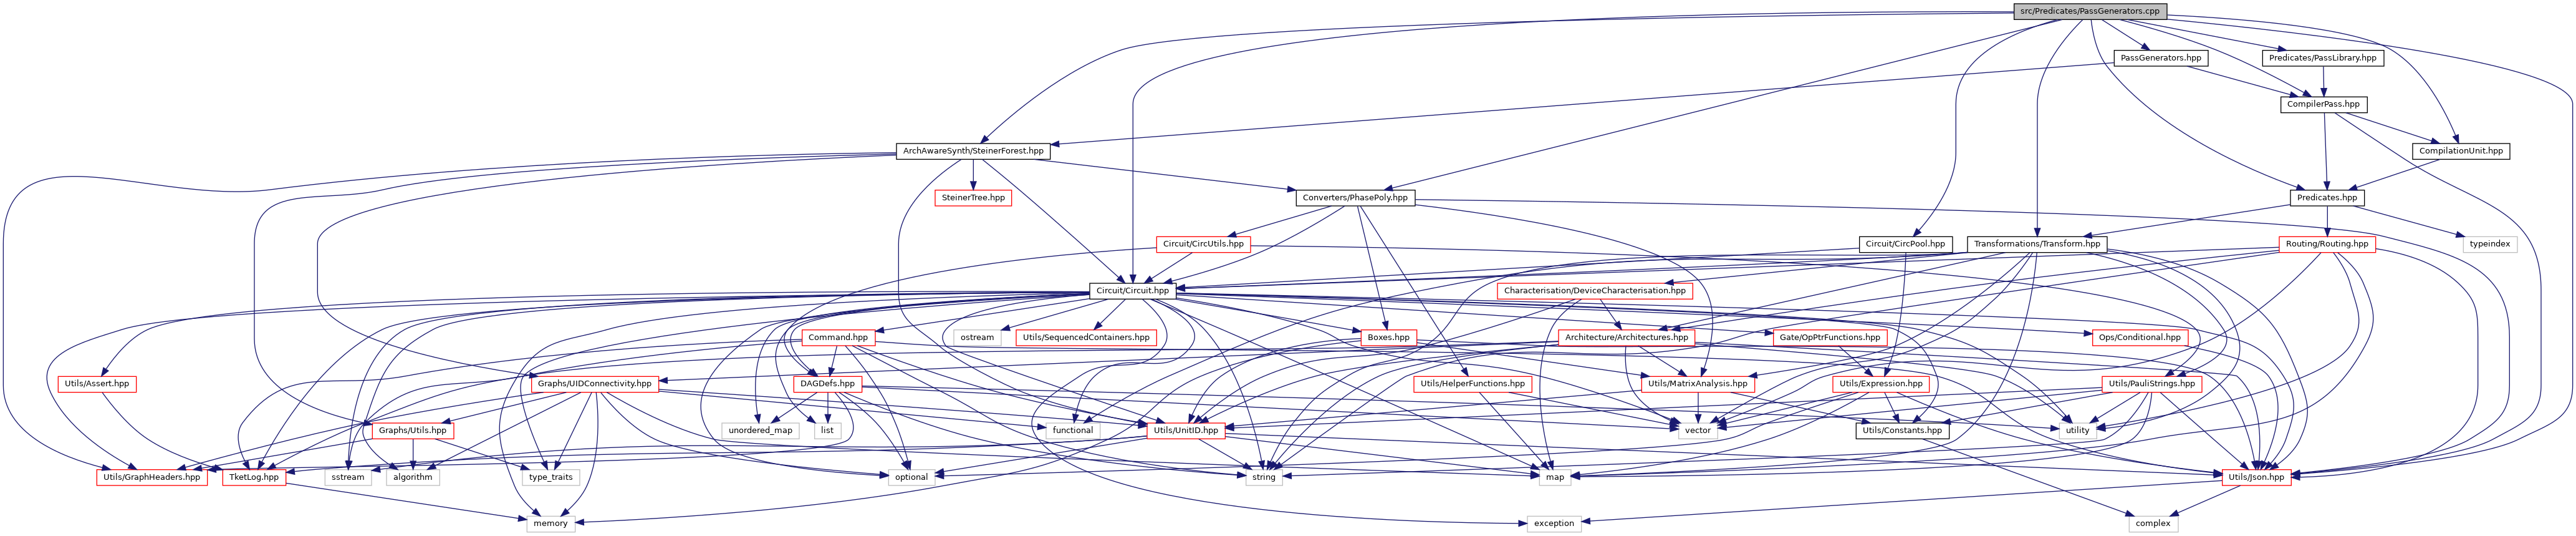 src/Predicates/PassGenerators.cpp
PassGenerators.hpp
Predicates/PassLibrary.hpp
CompilerPass.hpp
ArchAwareSynth/SteinerForest.hpp
CompilationUnit.hpp
SteinerTree.hpp
Converters/PhasePoly.hpp
Predicates.hpp
Circuit/CircUtils.hpp
Circuit/CircPool.hpp
Transformations/Transform.hpp
Routing/Routing.hpp
typeindex
Circuit/Circuit.hpp
Characterisation/DeviceCharacterisation.hpp
Command.hpp
ostream
Utils/SequencedContainers.hpp
Boxes.hpp
Architecture/Architectures.hpp
Gate/OpPtrFunctions.hpp
Ops/Conditional.hpp
Utils/Assert.hpp
Graphs/UIDConnectivity.hpp
DAGDefs.hpp
Utils/HelperFunctions.hpp
Utils/MatrixAnalysis.hpp
Utils/Expression.hpp
Utils/PauliStrings.hpp
Graphs/Utils.hpp
unordered_map
list
functional
Utils/UnitID.hpp
vector
Utils/Constants.hpp
utility
Utils/GraphHeaders.hpp
TketLog.hpp
sstream
algorithm
type_traits
optional
string
map
Utils/Json.hpp
memory
exception
complex